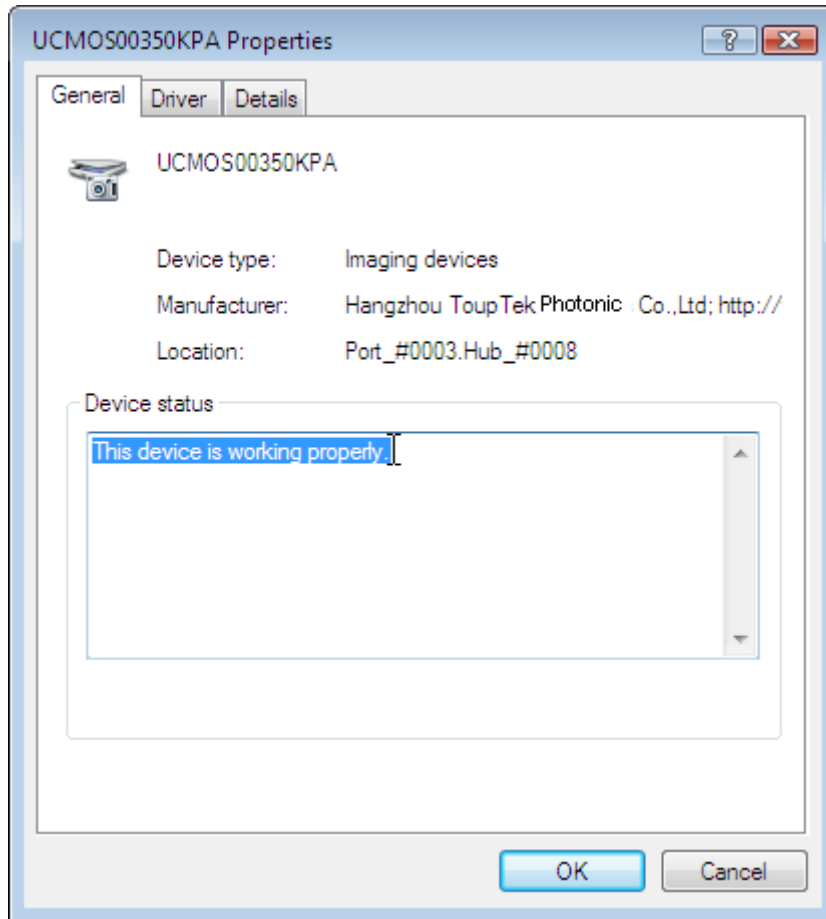 UCMOS00350KPA Properties
General Driver Details
UCMOS00350KPA
Device type: Imaging devices
Manufacturer: Hangzhou ToupTek Photonic Co.,Ltd; http://
Location: Port_#0003.Hub_#0008
Device status
This device is working properly.
OK Cancel